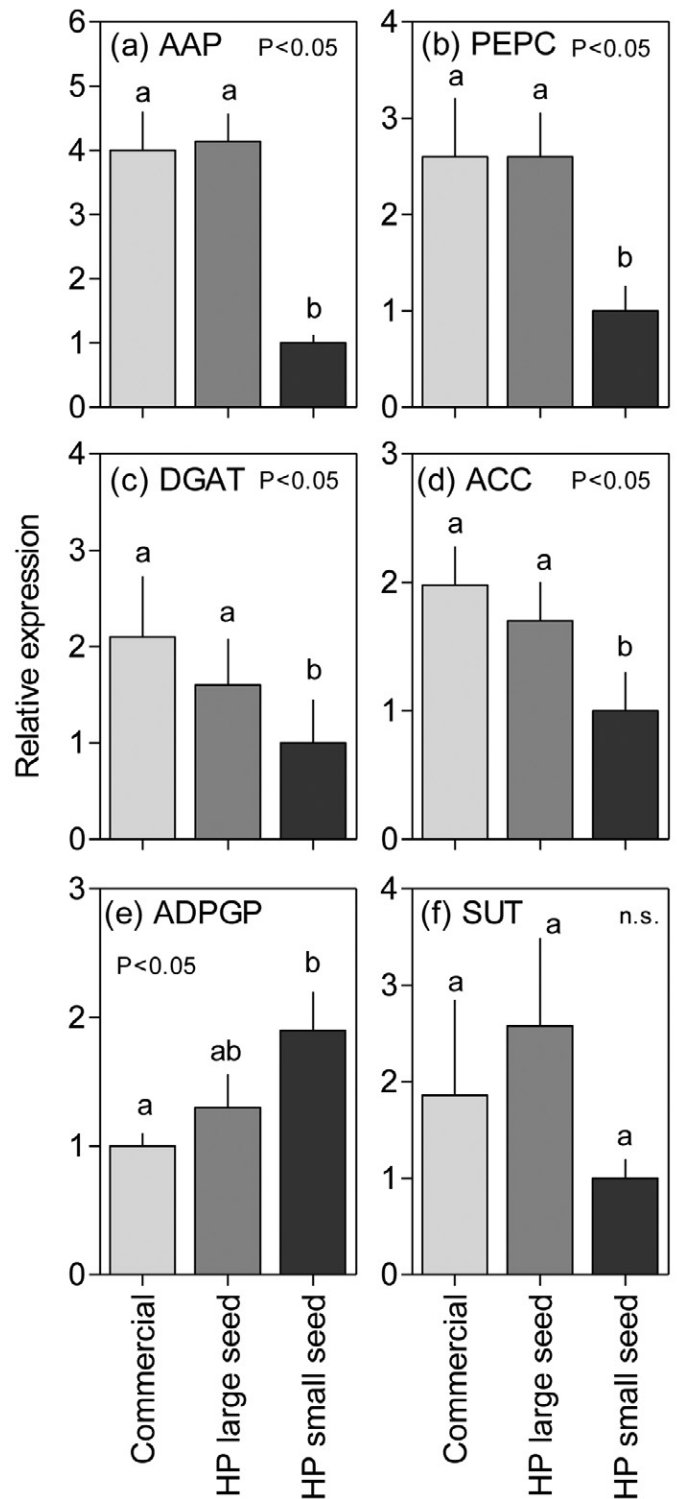 Relative expression
(a) AAP P<0.05
6
5
4
3
2
1
0
a a b
(b) PEPC P<0.05
4
3
2
1
0
a a b
(c) DGAT P<0.05
4
3
2
1
0
a a b
(d) ACC P<0.05
3
2
1
0
a a b
(e) ADPGP
P<0.05
3
2
1
0
a ab b
(f) SUT n.s.
4
3
2
1
0
a a a
Commercial
HP large seed
HP small seed
Commercial
HP large seed
HP small seed